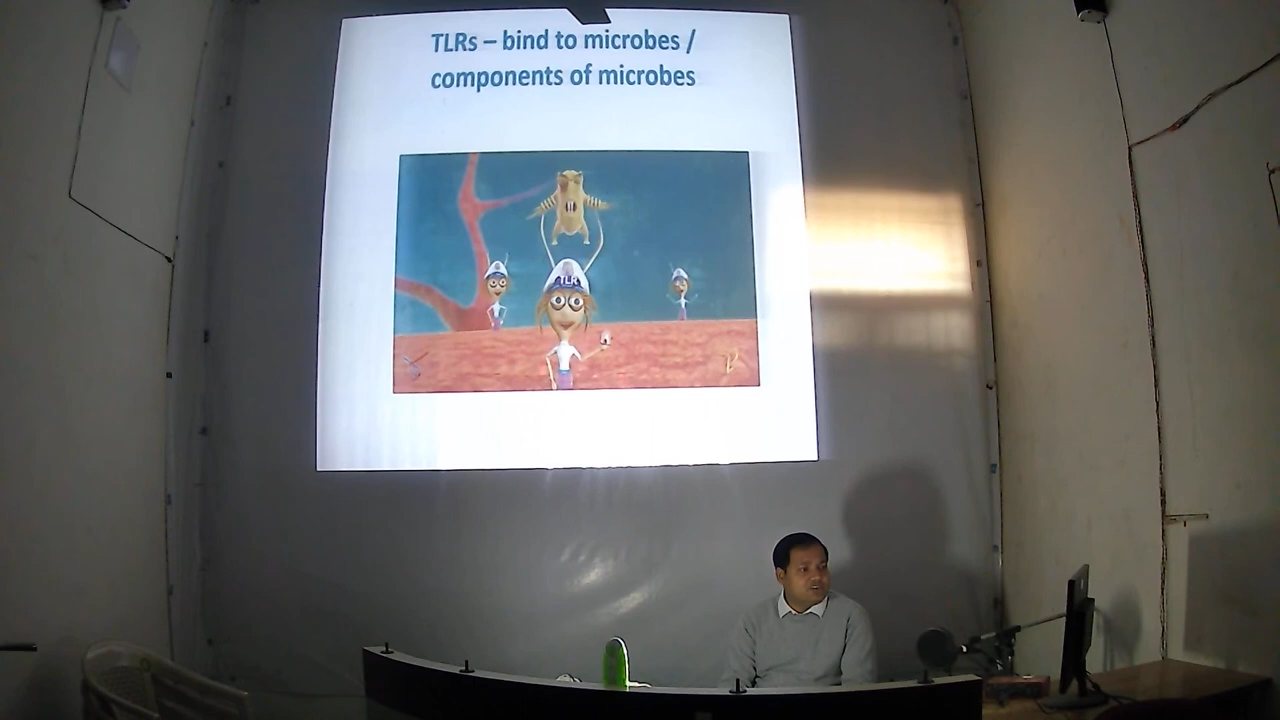 TLRs – bind to microbes /
components of microbes
TLR